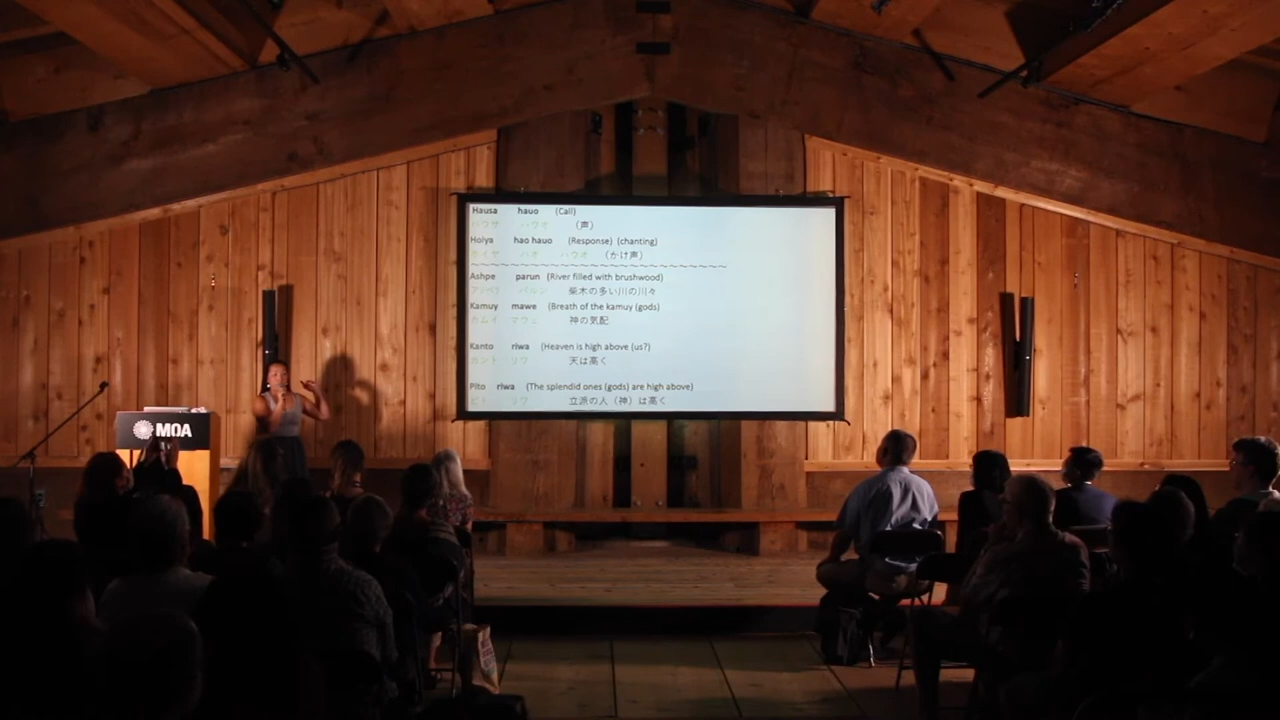 Hausa hauo (Call)
ハウサ ハウオ (声)
Hoiya hao hauo (Response) (chanting)
ホイヤ ハオ ハウオ (かけ声)
~~~~~~~~~~~~~~~~~~~~~~~~~~~~~~
Ashpe parun (River filled with brushwood)
パルン 柴木の多い川の川々
Kamuy mawe (Breath of the kamuy (gods)
カムイ マウェ 神の気配
Kanto riwa (Heaven is high above (us?)
カント リワ 天は高く
Pito riwa (The splendid ones (gods) are high above)
ピト リワ 立派の人(神)は高く
MOA